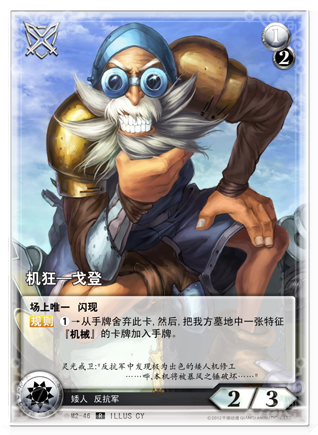 1
2
机狂—戈登
场上唯一 闪现
规则 1→从手牌舍弃此卡,然后,把我方墓地中一张特征
『机械』的卡牌加入手牌。
灵光戒卫:“反抗军中发现极为出色的矮人机修工
……哼,本机将被暴风之锤破坏……”
2 / 3
矮人 反抗军
M2-46 ILLUS CY